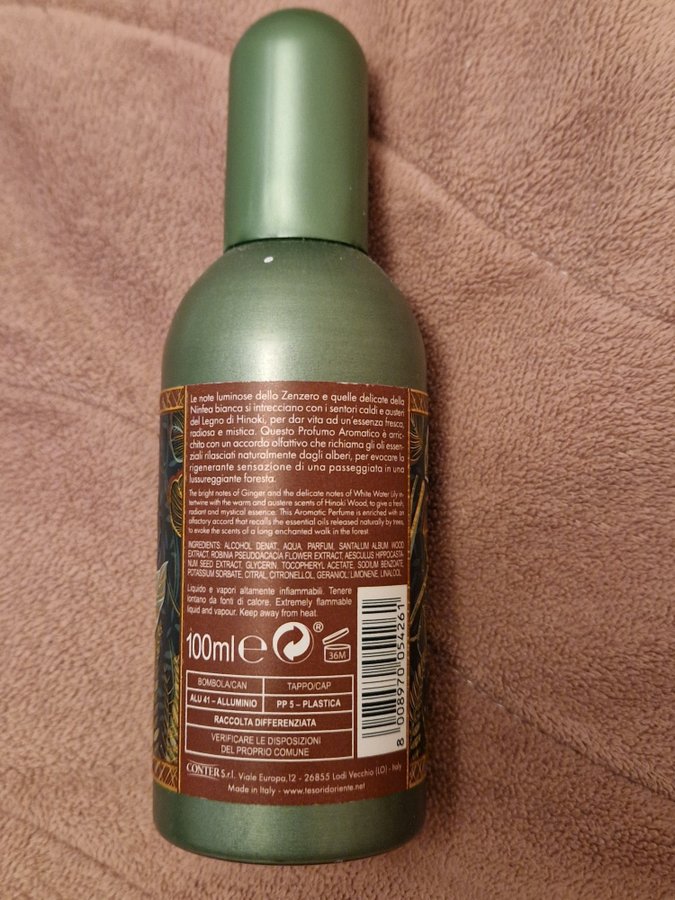 Le note luminose dello Zenzero e quelle delicate della
Ninfea bianca si intrecciano con i sentori caldi e austeri
del Legno di Hinoki, per dar vita ad un'essenza fresca,
radiosa e mistica. Questo Profumo Aromatico è arric-
chito con un accordo olfattivo che richiama gli oli essen-
ziali rilasciati naturalmente dagli alberi, per evocare la
rigenerante sensazione di una passeggiata in una
lussureggiante foresta.
The bright notes of Ginger and the delicate notes of White Water Lily in-
tertwine with the warm and austere scents of Hinoki Wood, to give a fresh,
radiant and mystical essence. This Aromatic Perfume is enriched with an
olfactory accord that recalls the essential oils released naturally by trees,
to evoke the scents of a long enchanted walk in the forest.
INGREDIENTS: ALCOHOL DENAT., AQUA, PARFUM, SANTALUM ALBUM WOOD
EXTRACT, ROBINIA PSEUDOACACIA FLOWER EXTRACT, AESCULUS HIPPOCASTA-
NUM SEED EXTRACT, GLYCERIN, TOCOPHERYL ACETATE, SODIUM BENZOATE,
POTASSIUM SORBATE, CITRAL, CITRONELLOL, GERANIOL, LIMONENE, LINALOOL.
Liquido e vapori altamente infiammabili. Tenere
lontano da fonti di calore. Extremely flammable
liquid and vapour. Keep away from heat.
100ml e ® 36M
BOMBOLA/CAN TAPPO/CAP
ALU 41 – ALLUMINIO PP 5 – PLASTICA
RACCOLTA DIFFERENZIATA
VERIFICARE LE DISPOSIZIONI
DEL PROPRIO COMUNE
8 008970 054261
CONTER S.r.l. Viale Europa,12 - 26855 Lodi Vecchio (LO) - Italy
Made in Italy - www.tesoridoriente.net